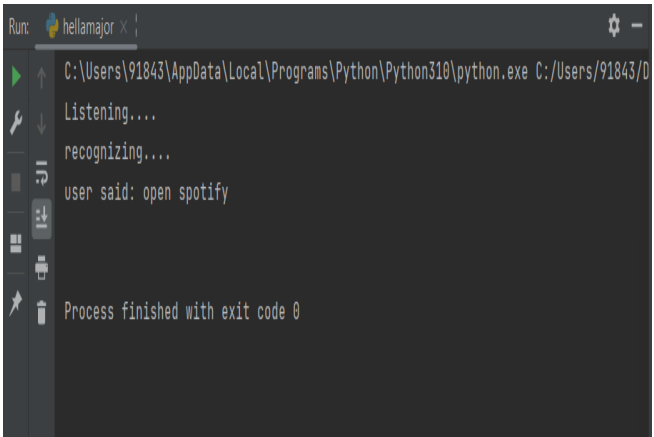 Run: hellamajor
C:\Users\91843\AppData\Local\Programs\Python\Python310\python.exe C:/Users/91843/D
Listening....
recognizing....
user said: open spotify
Process finished with exit code 0